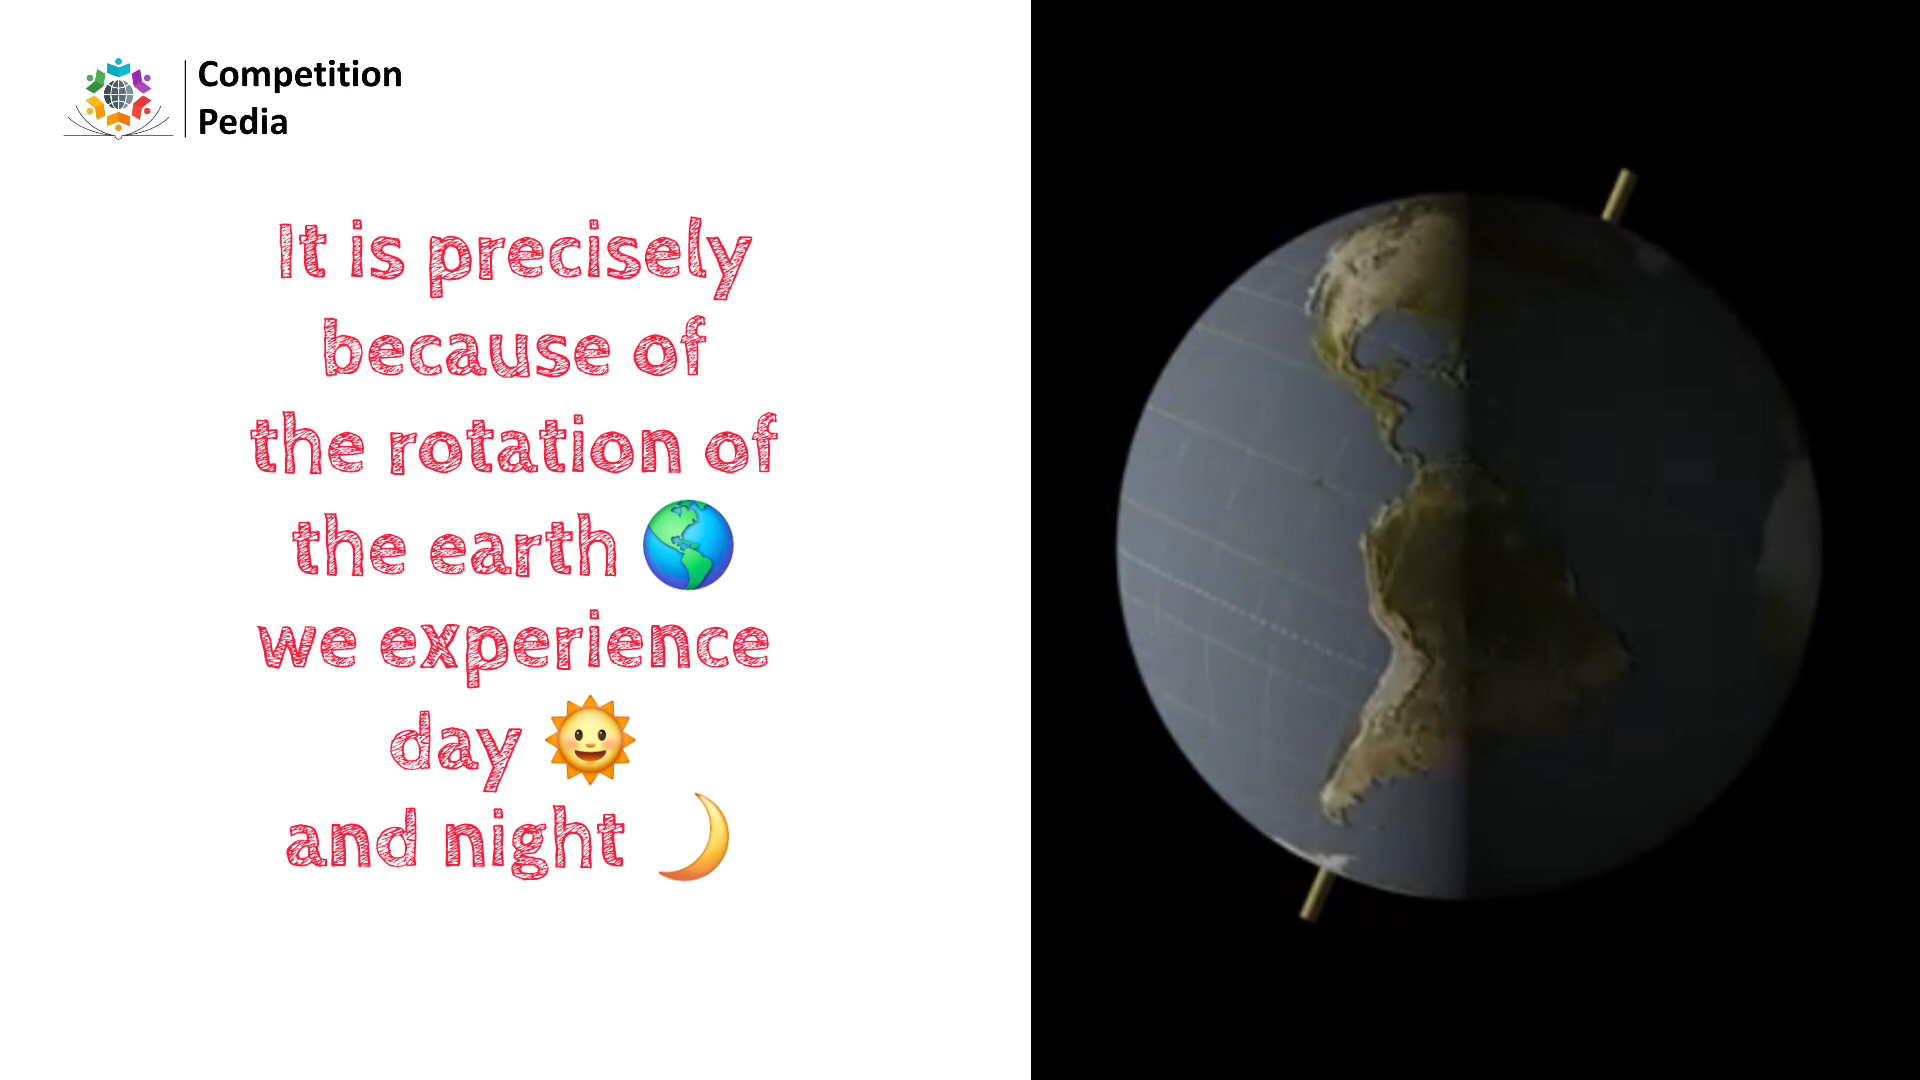 Competition
Pedia
It is precisely
because of
the rotation of
the earth 🌎
we experience
day 🌞
and night 🌙